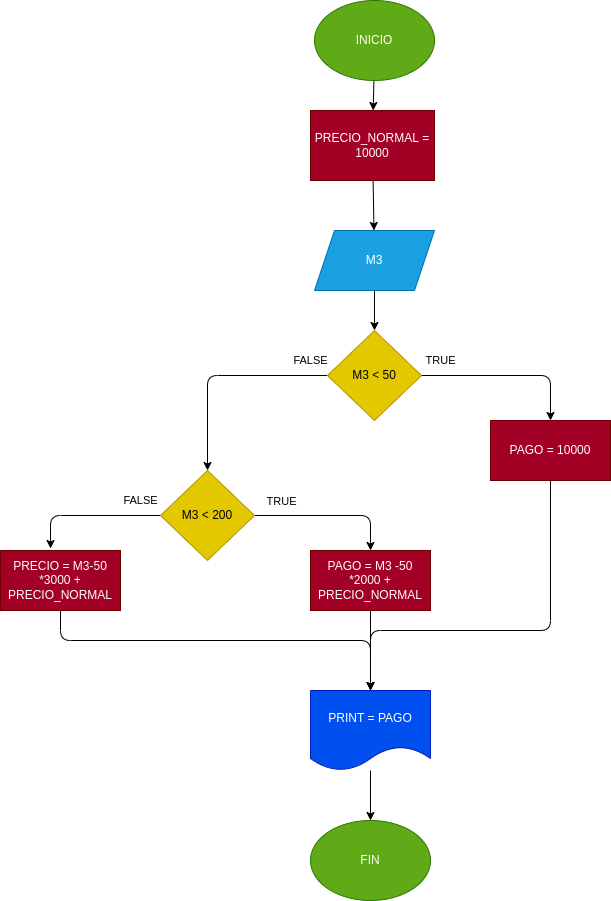 INICIO
PRECIO_NORMAL =
10000
M3
FALSE
M3 < 50
TRUE
PAGO = 10000
FALSE
M3 < 200
TRUE
PRECIO = M3-50
*3000 +
PRECIO_NORMAL
PAGO = M3 -50
*2000 +
PRECIO_NORMAL
PRINT = PAGO
FIN